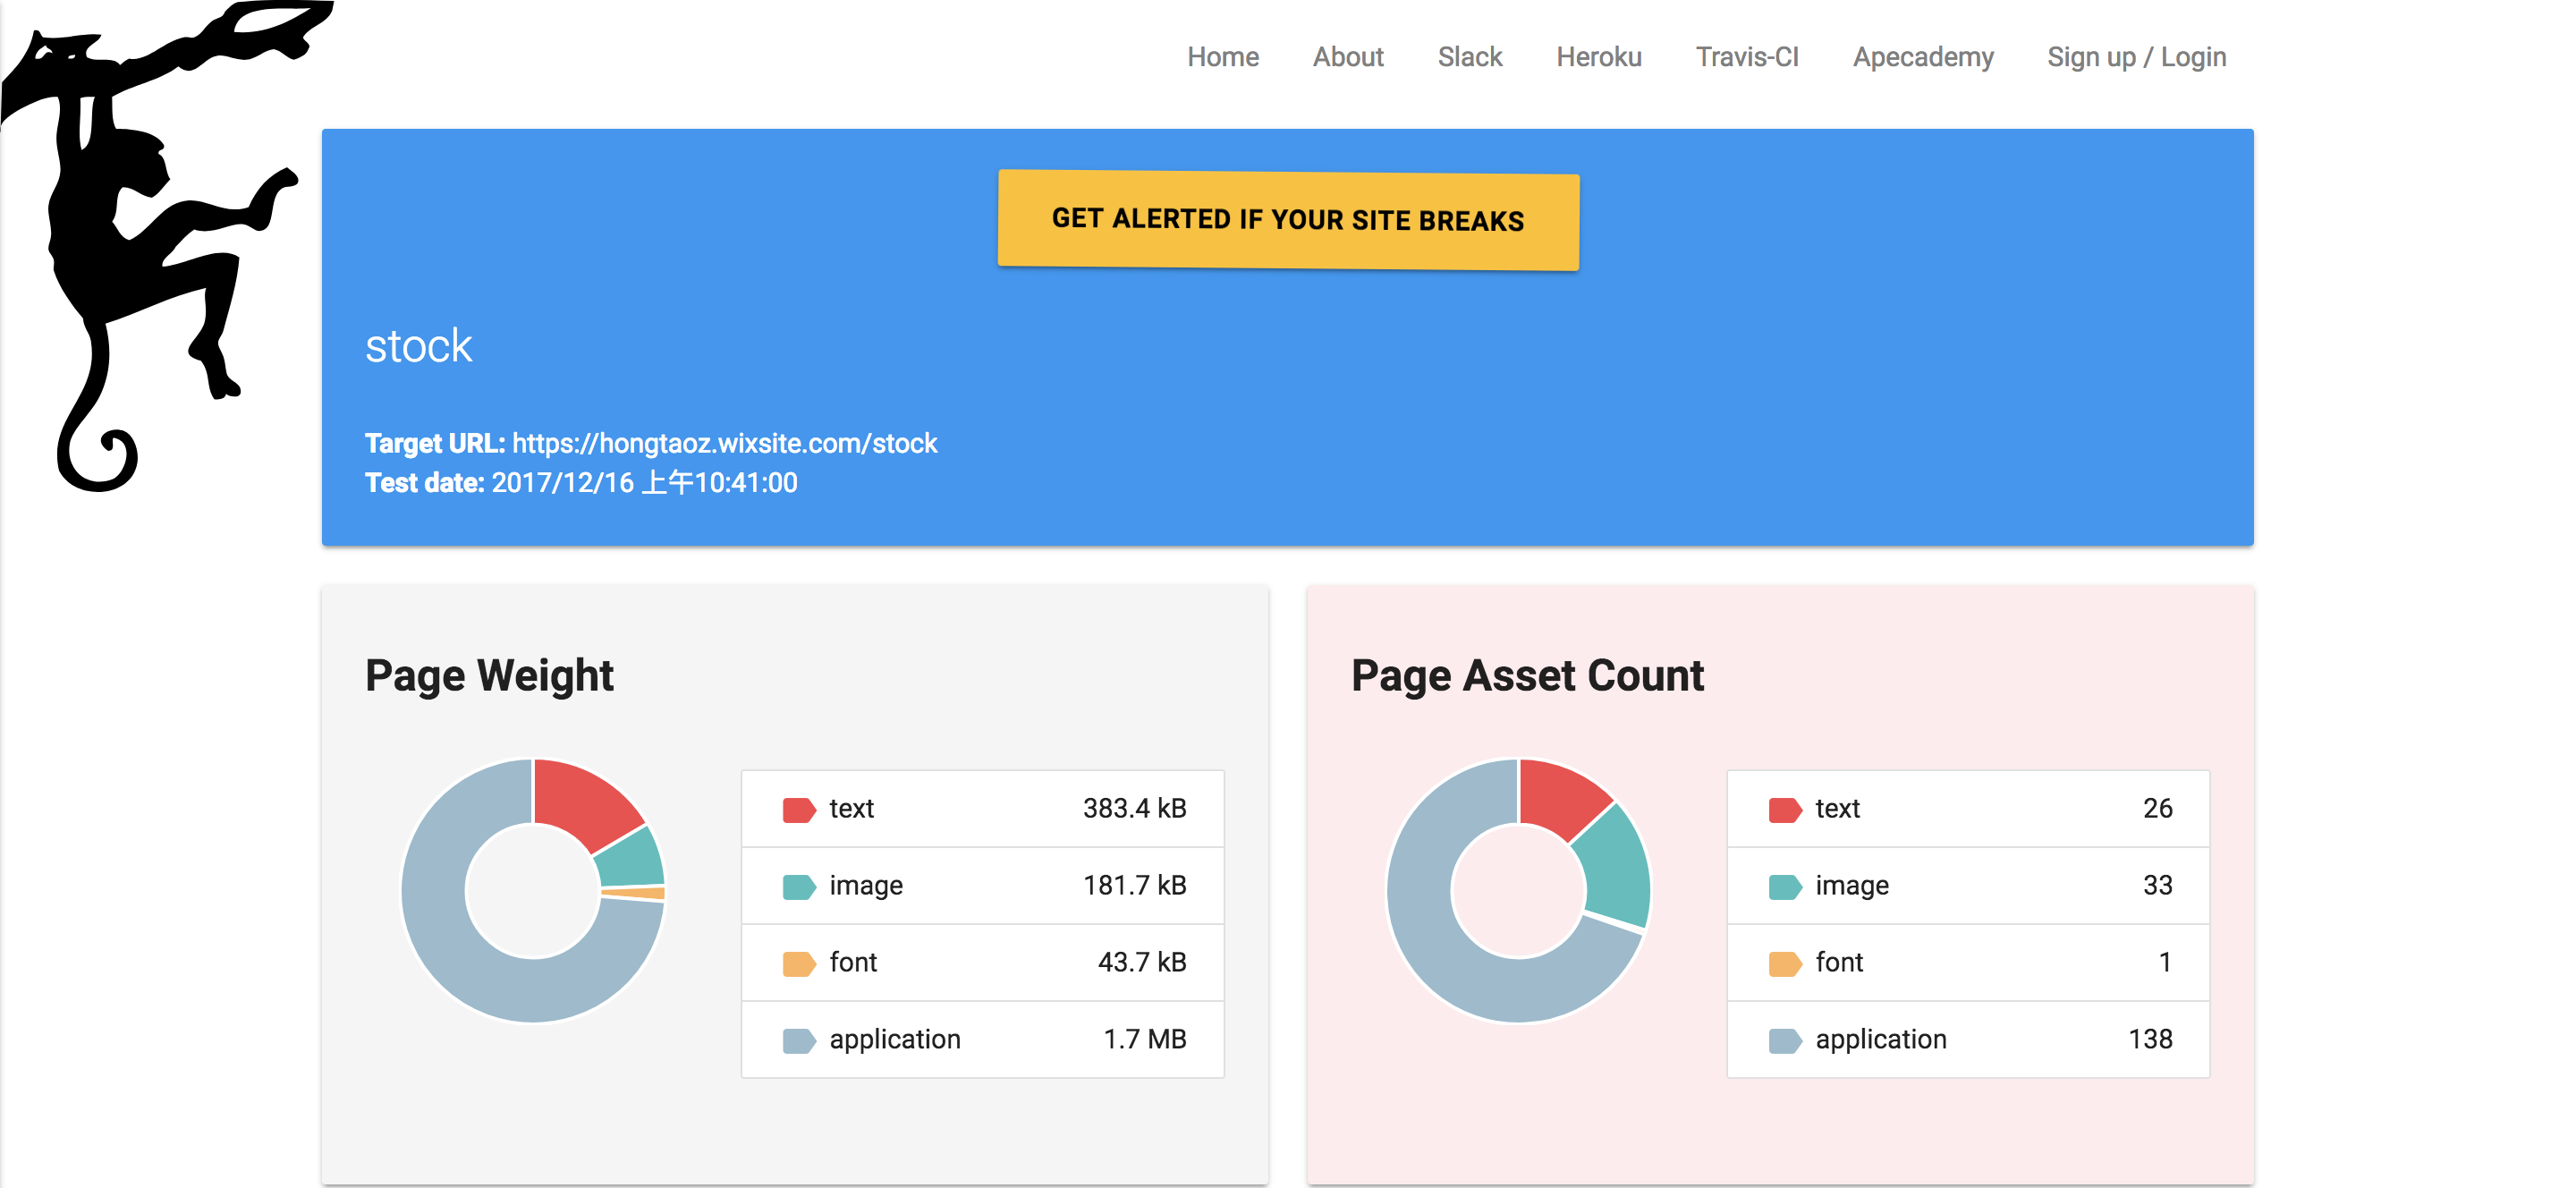 Home About Slack Heroku Travis-CI Apecademy Sign up / Login
GET ALERTED IF YOUR SITE BREAKS
stock
Target URL: https://hongtaoz.wixsite.com/stock
Test date: 2017/12/16 上午10:41:00
Page Weight
text 383.4 kB
image 181.7 kB
font 43.7 kB
application 1.7 MB
Page Asset Count
text 26
image 33
font 1
application 138